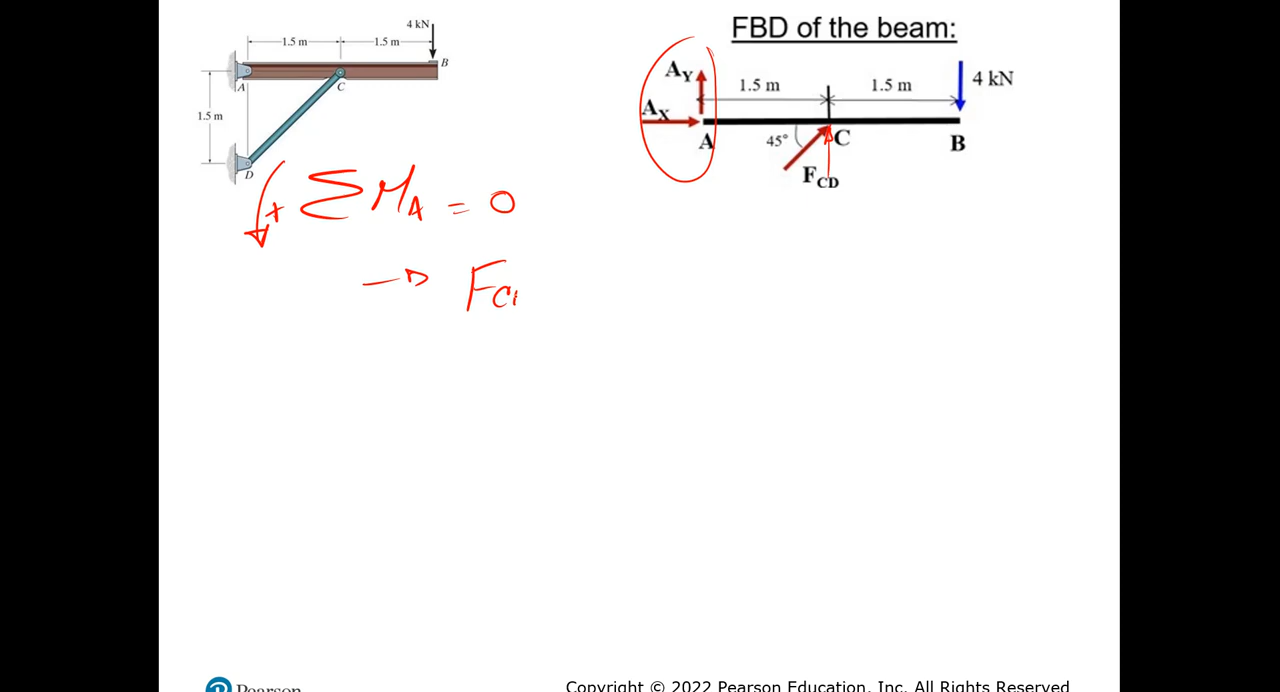 4 kN
1.5 m
1.5 m
B
A
C
1.5 m
D
FBD of the beam:
AY
1.5 m
1.5 m
4 kN
AX
A
45°
C
B
FCD
+ ΣMA = 0
→ FC
Pearson
Copyright © 2022 Pearson Education, Inc. All Rights Reserved